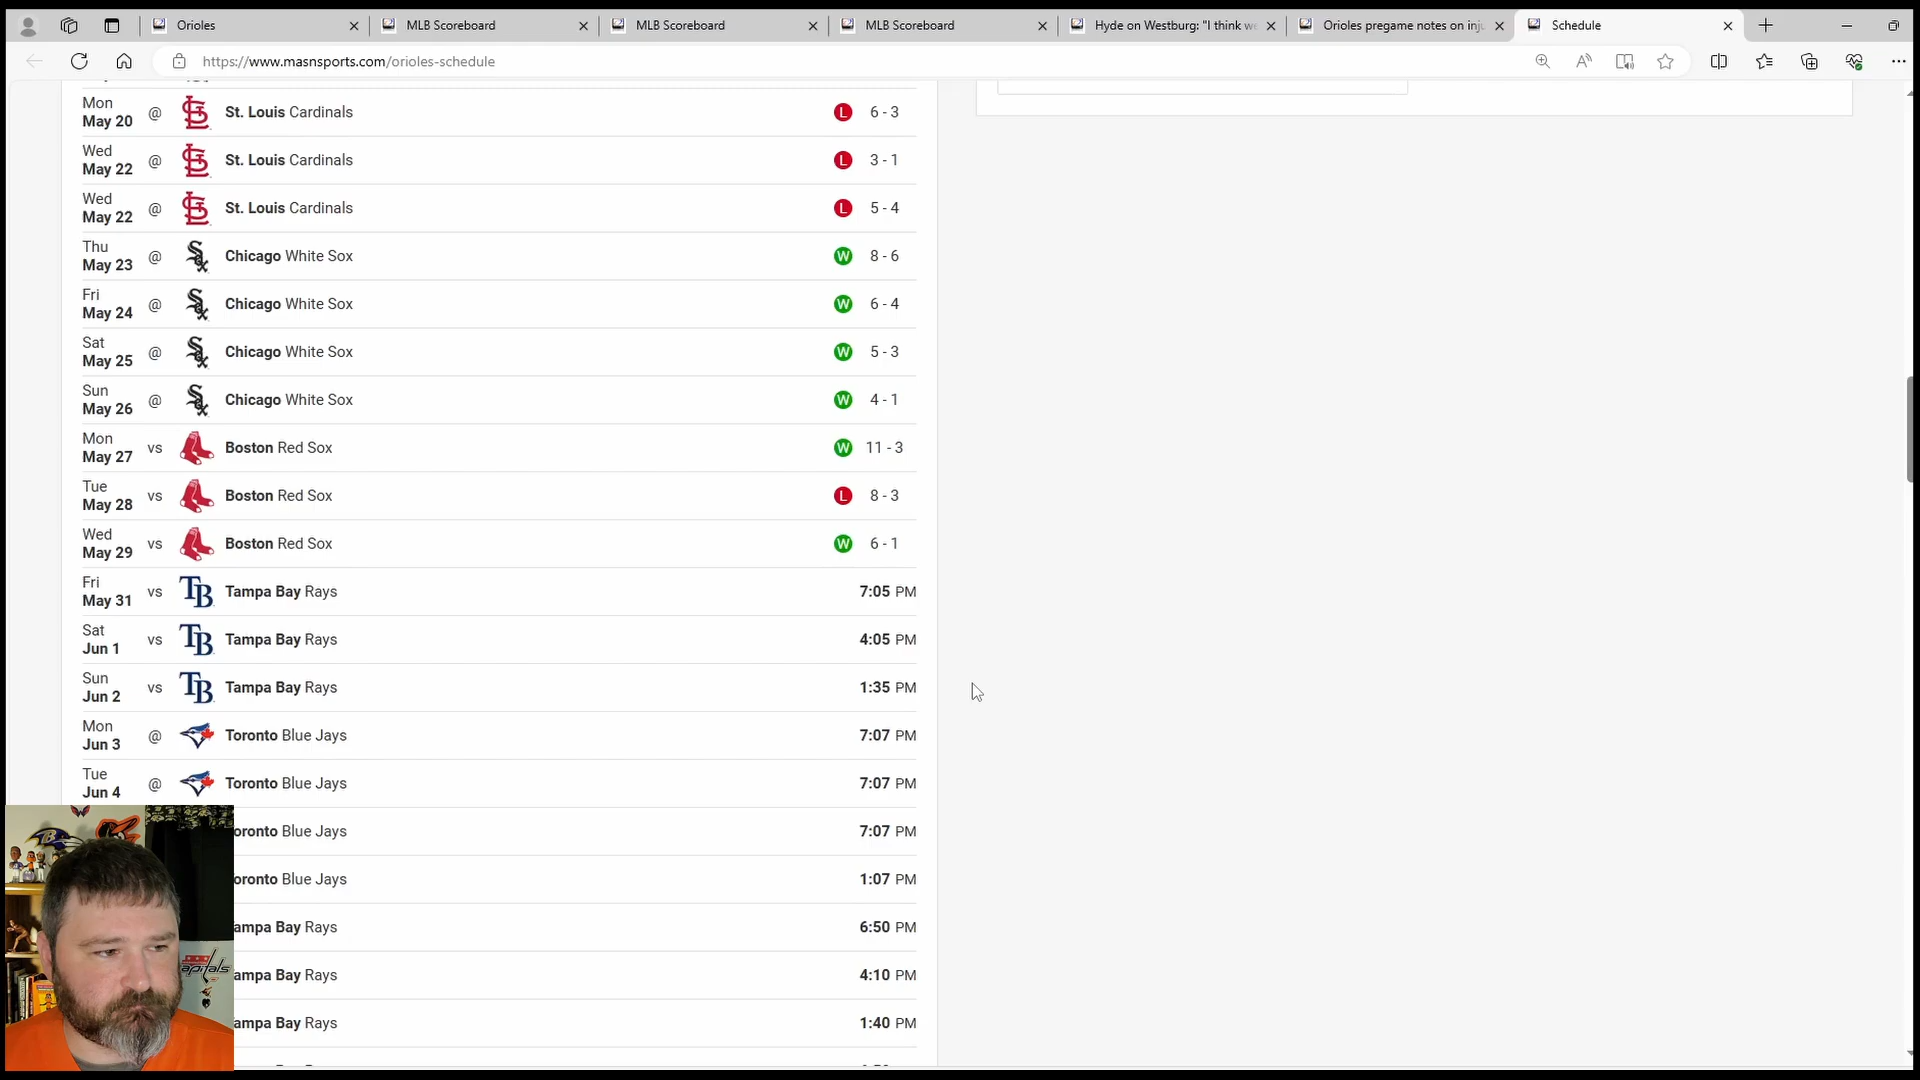 Orioles
MLB Scoreboard
MLB Scoreboard
MLB Scoreboard
Hyde on Westburg: "I think we
Orioles pregame notes on inju
Schedule
https://www.masnsports.com/orioles-schedule
Mon May 20 @ St. Louis Cardinals L 6 - 3
Wed May 22 @ St. Louis Cardinals L 3 - 1
Wed May 22 @ St. Louis Cardinals L 5 - 4
Thu May 23 @ Chicago White Sox W 8 - 6
Fri May 24 @ Chicago White Sox W 6 - 4
Sat May 25 @ Chicago White Sox W 5 - 3
Sun May 26 @ Chicago White Sox W 4 - 1
Mon May 27 vs Boston Red Sox W 11 - 3
Tue May 28 vs Boston Red Sox L 8 - 3
Wed May 29 vs Boston Red Sox W 6 - 1
Fri May 31 vs TB Tampa Bay Rays 7:05 PM
Sat Jun 1 vs TB Tampa Bay Rays 4:05 PM
Sun Jun 2 vs TB Tampa Bay Rays 1:35 PM
Mon Jun 3 @ Toronto Blue Jays 7:07 PM
Tue Jun 4 @ Toronto Blue Jays 7:07 PM
oronto Blue Jays 7:07 PM
oronto Blue Jays 1:07 PM
ampa Bay Rays 6:50 PM
ampa Bay Rays 4:10 PM
ampa Bay Rays 1:40 PM
apitals